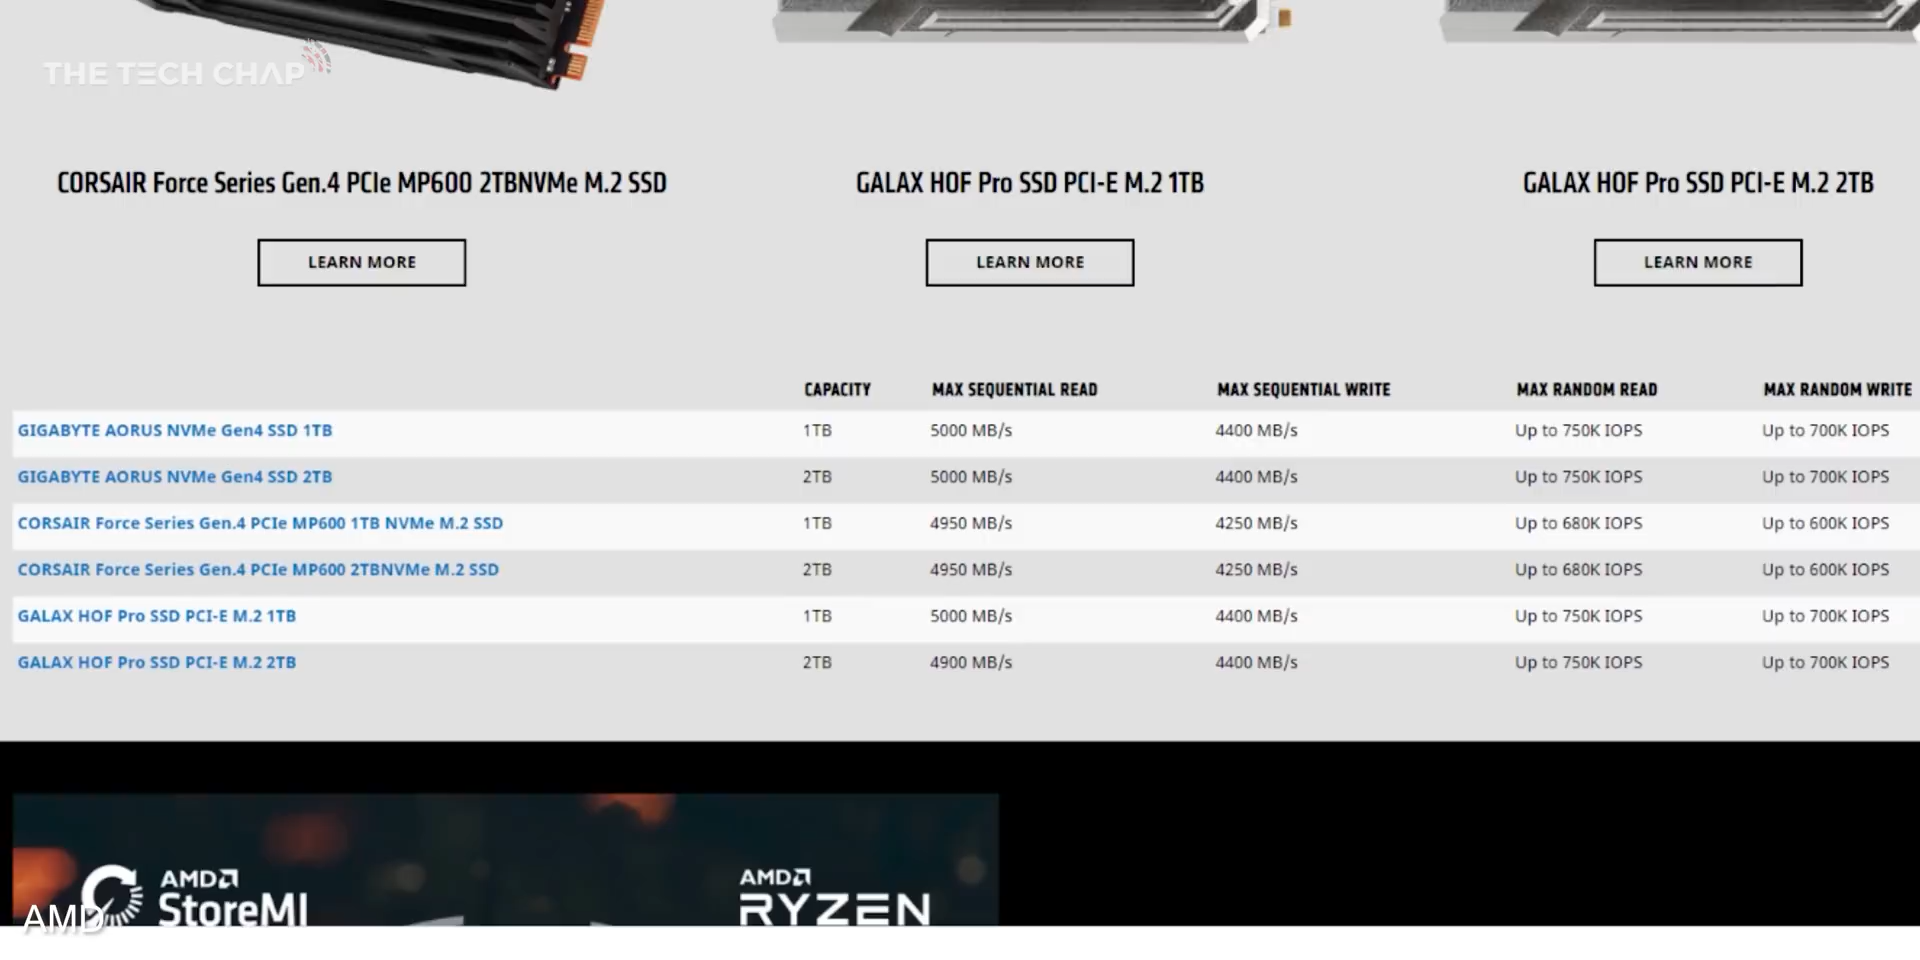 THE TECH CHAP
CORSAIR Force Series Gen.4 PCIe MP600 2TBNVMe M.2 SSD
GALAX HOF Pro SSD PCI-E M.2 1TB
GALAX HOF Pro SSD PCI-E M.2 2TB
LEARN MORE
LEARN MORE
LEARN MORE
CAPACITY MAX SEQUENTIAL READ MAX SEQUENTIAL WRITE MAX RANDOM READ MAX RANDOM WRITE
GIGABYTE AORUS NVMe Gen4 SSD 1TB 1TB 5000 MB/s 4400 MB/s Up to 750K IOPS Up to 700K IOPS
GIGABYTE AORUS NVMe Gen4 SSD 2TB 2TB 5000 MB/s 4400 MB/s Up to 750K IOPS Up to 700K IOPS
CORSAIR Force Series Gen.4 PCIe MP600 1TB NVMe M.2 SSD 1TB 4950 MB/s 4250 MB/s Up to 680K IOPS Up to 600K IOPS
CORSAIR Force Series Gen.4 PCIe MP600 2TBNVMe M.2 SSD 2TB 4950 MB/s 4250 MB/s Up to 680K IOPS Up to 600K IOPS
GALAX HOF Pro SSD PCI-E M.2 1TB 1TB 5000 MB/s 4400 MB/s Up to 750K IOPS Up to 700K IOPS
GALAX HOF Pro SSD PCI-E M.2 2TB 2TB 4900 MB/s 4400 MB/s Up to 750K IOPS Up to 700K IOPS
AMD
StoreMI
AMD
RYZEN
AMD